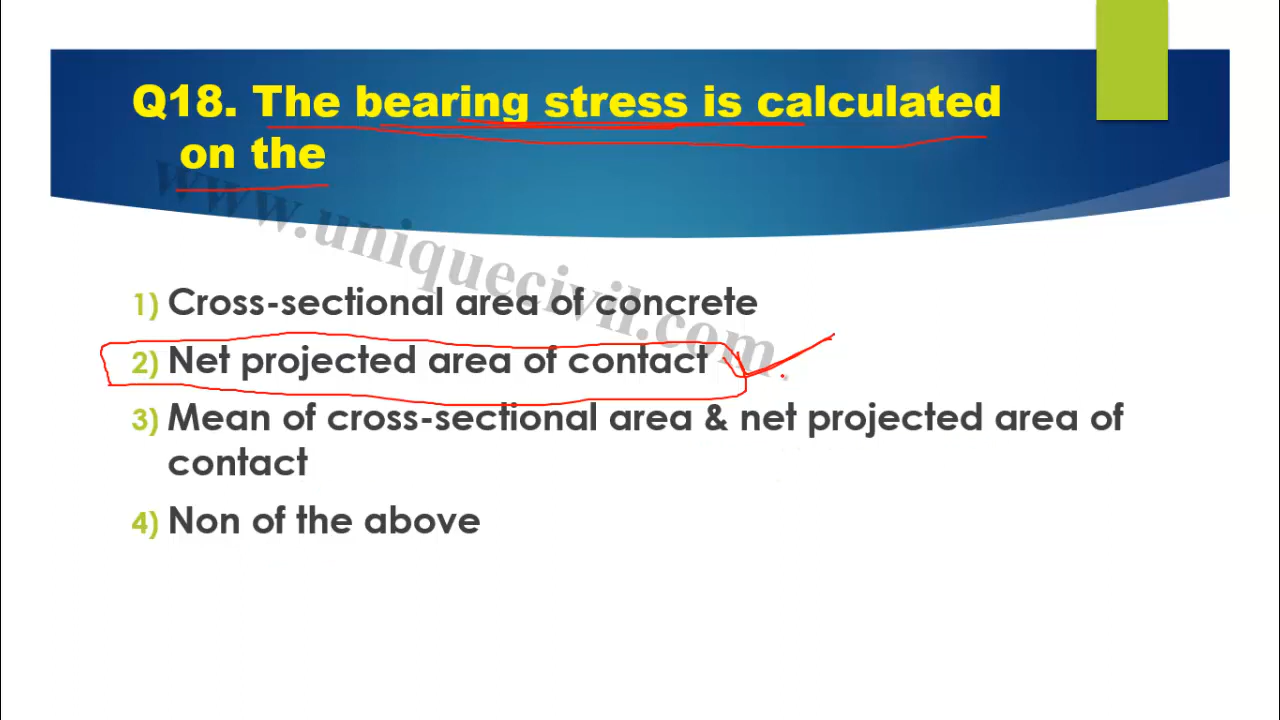 Q18. The bearing stress is calculated
on the
www.uniquecivil.com
1) Cross-sectional area of concrete
2) Net projected area of contact
3) Mean of cross-sectional area & net projected area of
contact
4) Non of the above